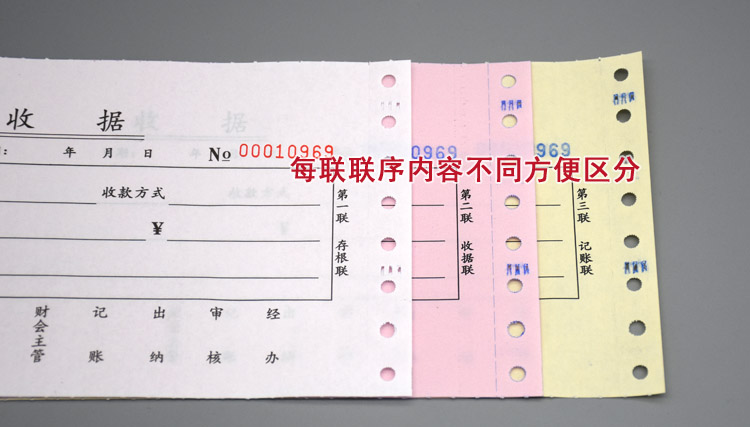 收 据
年 月 日 No 00010969
0969
969
每联联序内容不同方便区分
收款方式
¥
第一联 存根联
第二联 收据联
第三联 记账联
财会主管 记账 出纳 审核 经办